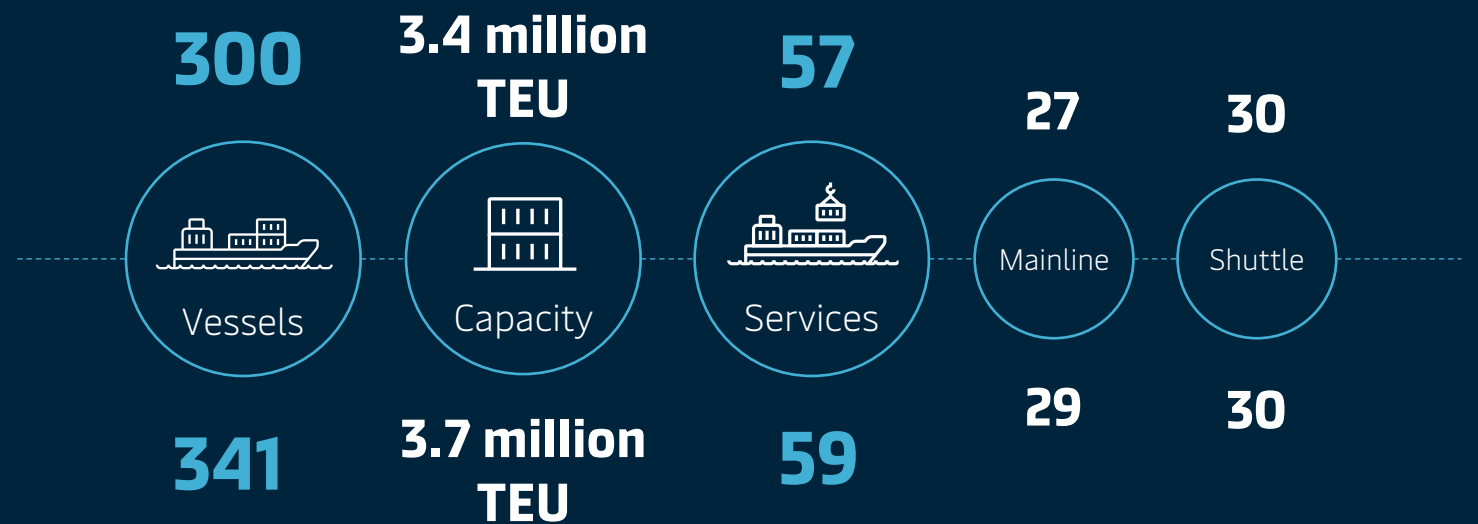 300
3.4 million
TEU
57
27
30
Vessels
Capacity
Services
Mainline
Shuttle
341
3.7 million
TEU
59
29
30